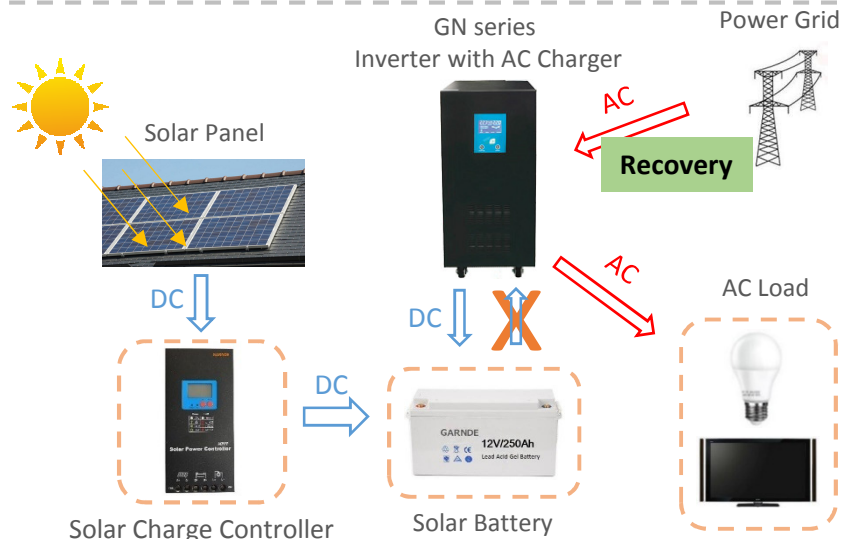 GN series
Inverter with AC Charger
Power Grid
AC
Solar Panel
Recovery
AC
AC Load
DC
DC
DC
GARNDE
12V/250Ah
Lead Acid Gel Battery
Solar Power Controller
Solar Charge Controller
Solar Battery